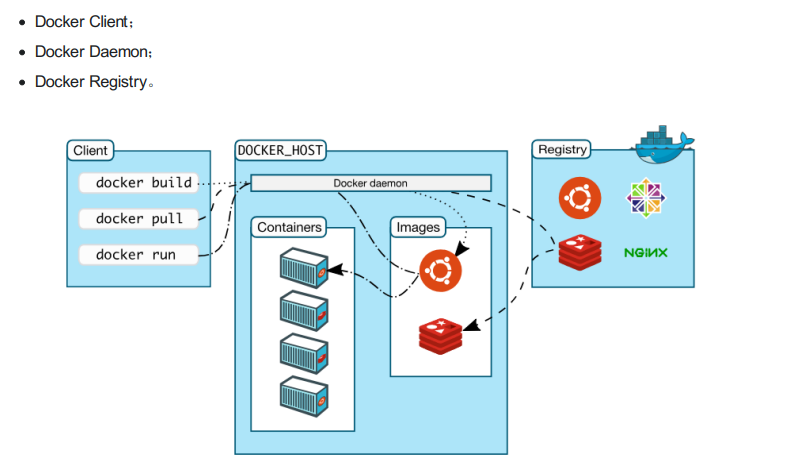 Docker Client；
Docker Daemon；
Docker Registry。
Client
DOCKER_HOST
Registry
docker build
Docker daemon
docker pull
Containers
Images
docker run
NGINX